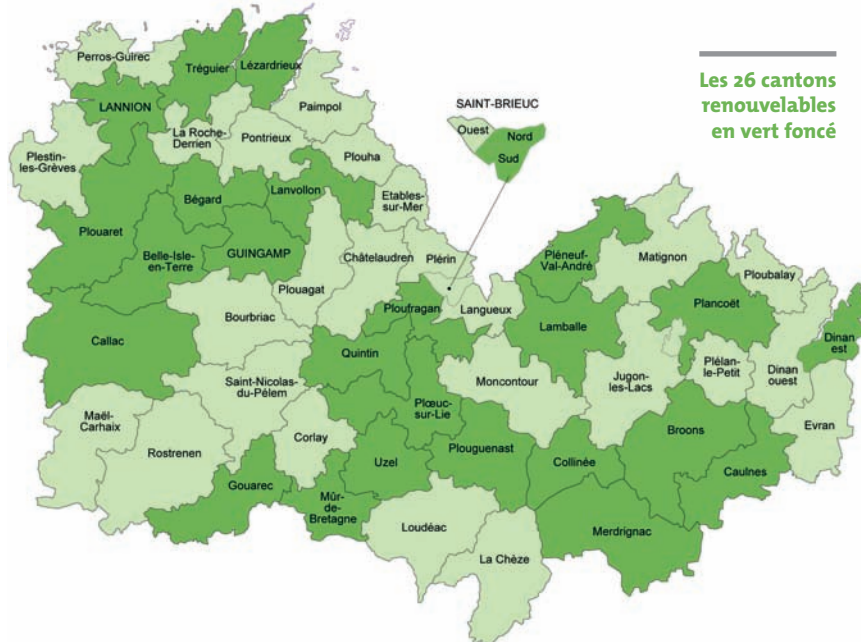 Les 26 cantons
renouvelables
en vert foncé
Perros-Guirec
Tréguier
Lézardrieux
LANNION
Paimpol
La Roche-
Derrien
Pontrieux
Plestin-
les-Grèves
Plouha
SAINT-BRIEUC
Ouest
Nord
Sud
Bégard
Lanvollon
Etables-
sur-Mer
Plouaret
Belle-Isle-
en-Terre
GUINGAMP
Châtelaudren
Plérin
Plouagat
Pléneuf-
Val-André
Matignon
Ploubalay
Bourbriac
Ploufragan
Langueux
Lamballe
Plancoët
Callac
Quintin
Dinan
est
Saint-Nicolas-
du-Pélem
Moncontour
Jugon-
les-Lacs
Plélan-
le-Petit
Dinan
ouest
Plœuc-
sur-Lie
Maël-
Carhaix
Rostrenen
Corlay
Evran
Uzel
Plouguenast
Collinée
Broons
Caulnes
Gouarec
Mûr-
de-
Bretagne
Loudéac
Merdrignac
La Chèze